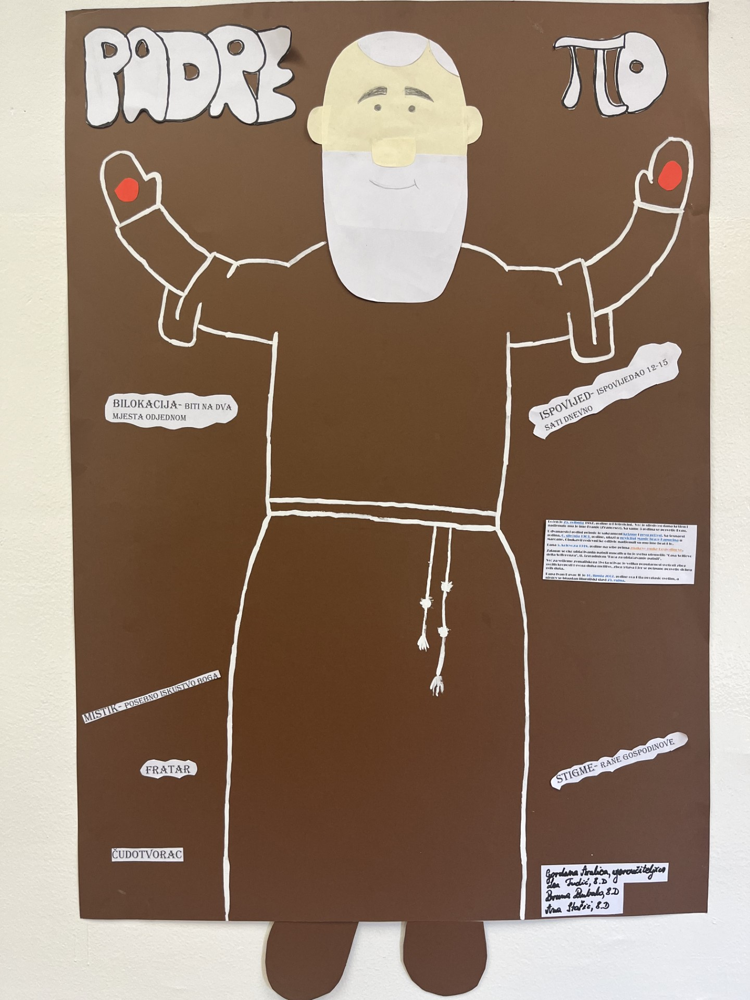 PADRE
πO
BILOKACIJA- BITI NA DVA
MJESTA ODJEDNOM
ISPOVIJED- ISPOVIJEDAO 12-15
SATI DNEVNO
Rođen je 25. svibnja 1887. godine u Pietrelcini. Već je sljedećeg dana kršten i
nadjenuto mu je ime Franjo (Francesco). Sa samo 5 godina se posvetio Bogu.
U dvanaestoj godini primio je sakrament krizme i prvu pričest. Sa šesnaest
godina, 6. siječnja 1903. godine, ulazi u novicijat Manje braće kapucina u
Marcone. Obukavši redovničko odijelo nadjenuli su mu ime brat Pio.
Dana 5. kolovoza 1918. godine na sebe prima znakove muke Gospodinove.
Zalagao se oko ublaživanja patnji mnogih u tu je svrhu utemeljio "Casa Sollievo
della Sofferenza", tj. izgradnjom "Kuća za ublažavanje patnji".
Već za vrijeme zemaljskoga života uživao je veliku popularnost svetosti zbog
svojih kreposti i svoga duha molitve, zbog žrtava i jer se potpuno posvetio dobru
svih duša.
Papa Ivan Pavao II je 16. lipnja 2002. godine oca Pija proglasio svetim, a
njegov se blagdan liturgijski slavi 23. rujna.
MISTIK- POSEBNO ISKUSTVO BOGA
FRATAR
STIGME- RANE GOSPODINOVE
ČUDOTVORAC
Gordana Aralica, vjeroučiteljica
Tudić, 8.D
Bruna Dubalo, 8.D
Ana 8.D